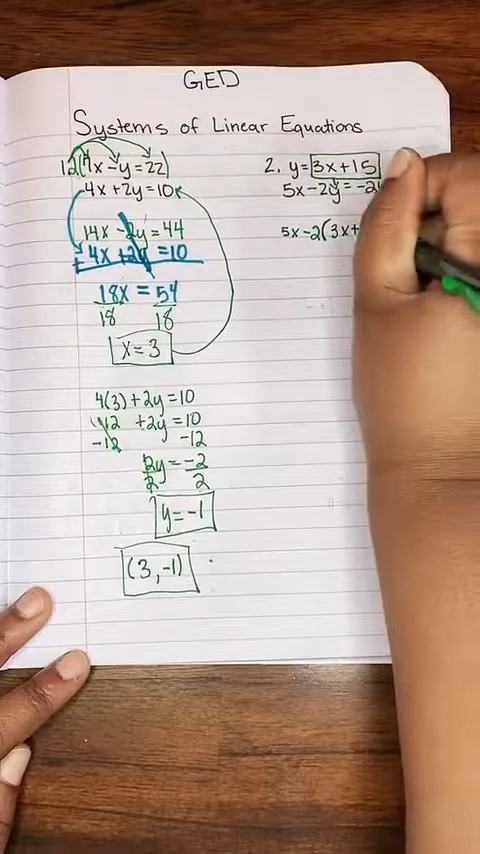 GED
Systems of Linear Equations
1. 2(7x-y=22)
4x+2y=10
14x-2y=44
+ 4x+2y=10
18x=54
18 18
x=3
4(3)+2y=10
12 +2y=10
-12 -12
2y=-2
2 2
y=-1
(3,-1)
2. y=3x+15
5x-2y=-24
5x-2(3x+